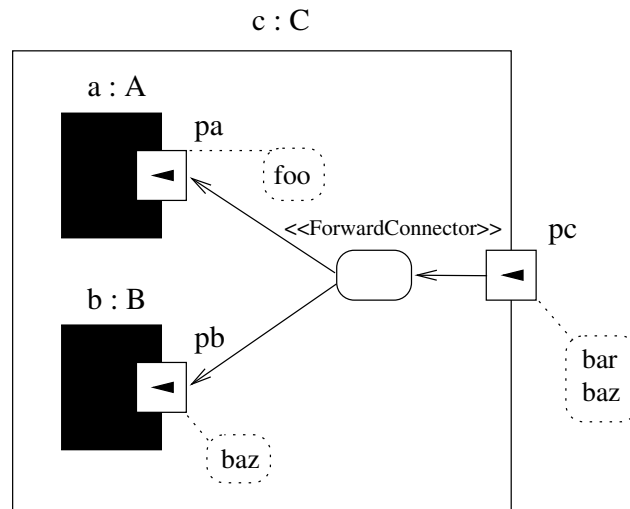 c : C
a : A
pa
foo
<<ForwardConnector>>
pc
b : B
pb
bar
baz
baz